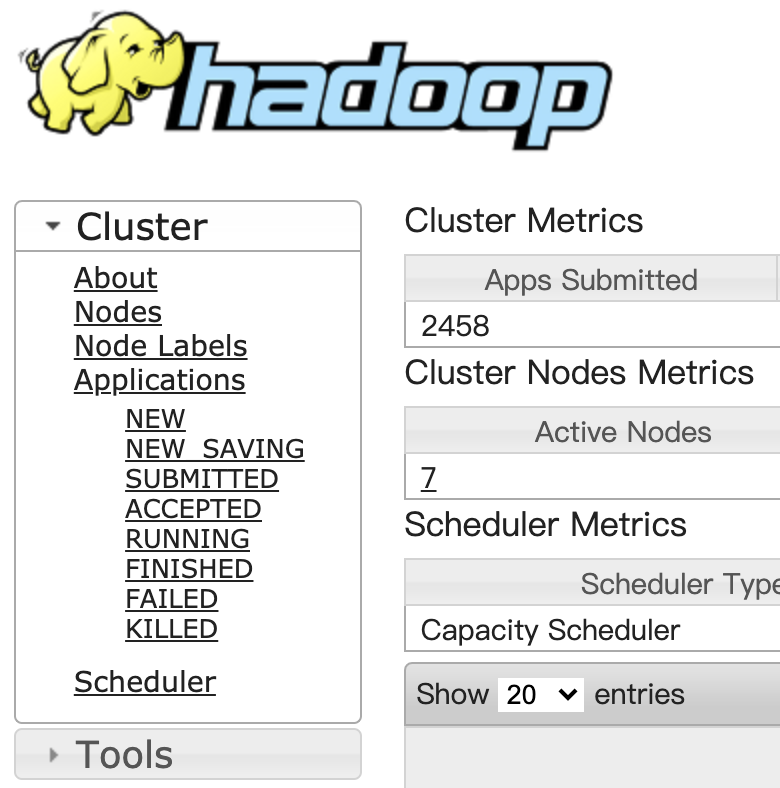 hadoop
Cluster
About
Nodes
Node Labels
Applications
NEW
NEW_SAVING
SUBMITTED
ACCEPTED
RUNNING
FINISHED
FAILED
KILLED
Scheduler
Tools
Cluster Metrics
Apps Submitted
2458
Cluster Nodes Metrics
Active Nodes
7
Scheduler Metrics
Scheduler Type
Capacity Scheduler
Show 20 entries